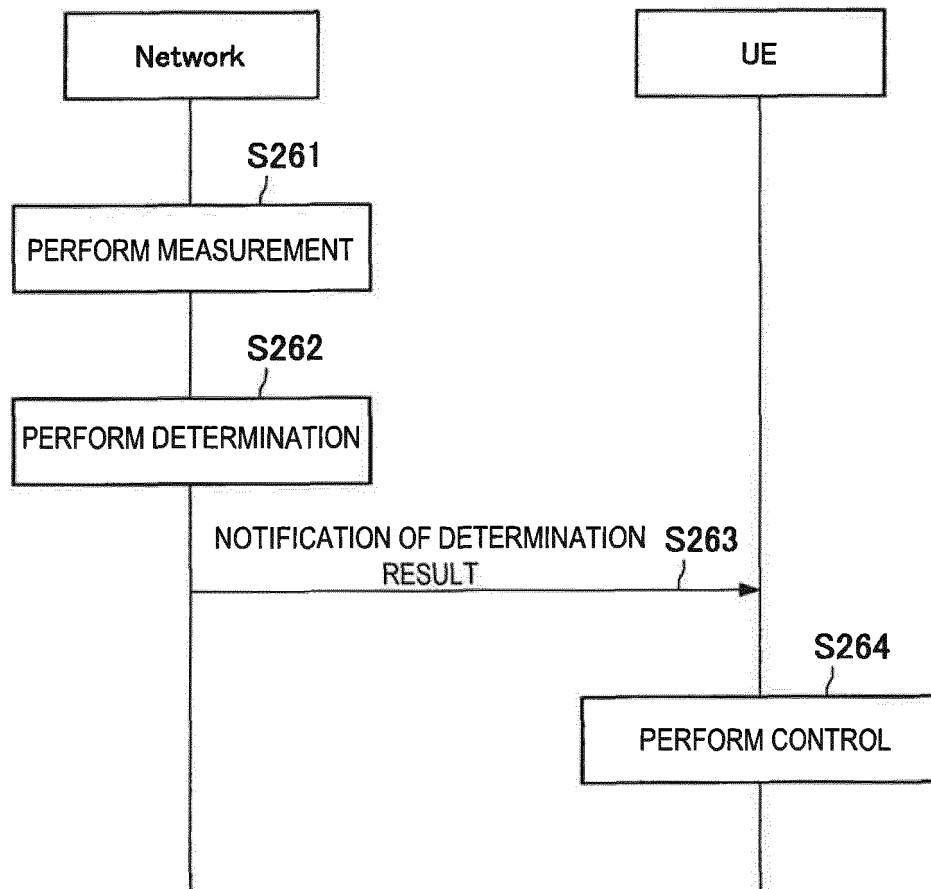 Network
UE
S261
PERFORM MEASUREMENT
S262
PERFORM DETERMINATION
NOTIFICATION OF DETERMINATION S263
RESULT
S264
PERFORM CONTROL